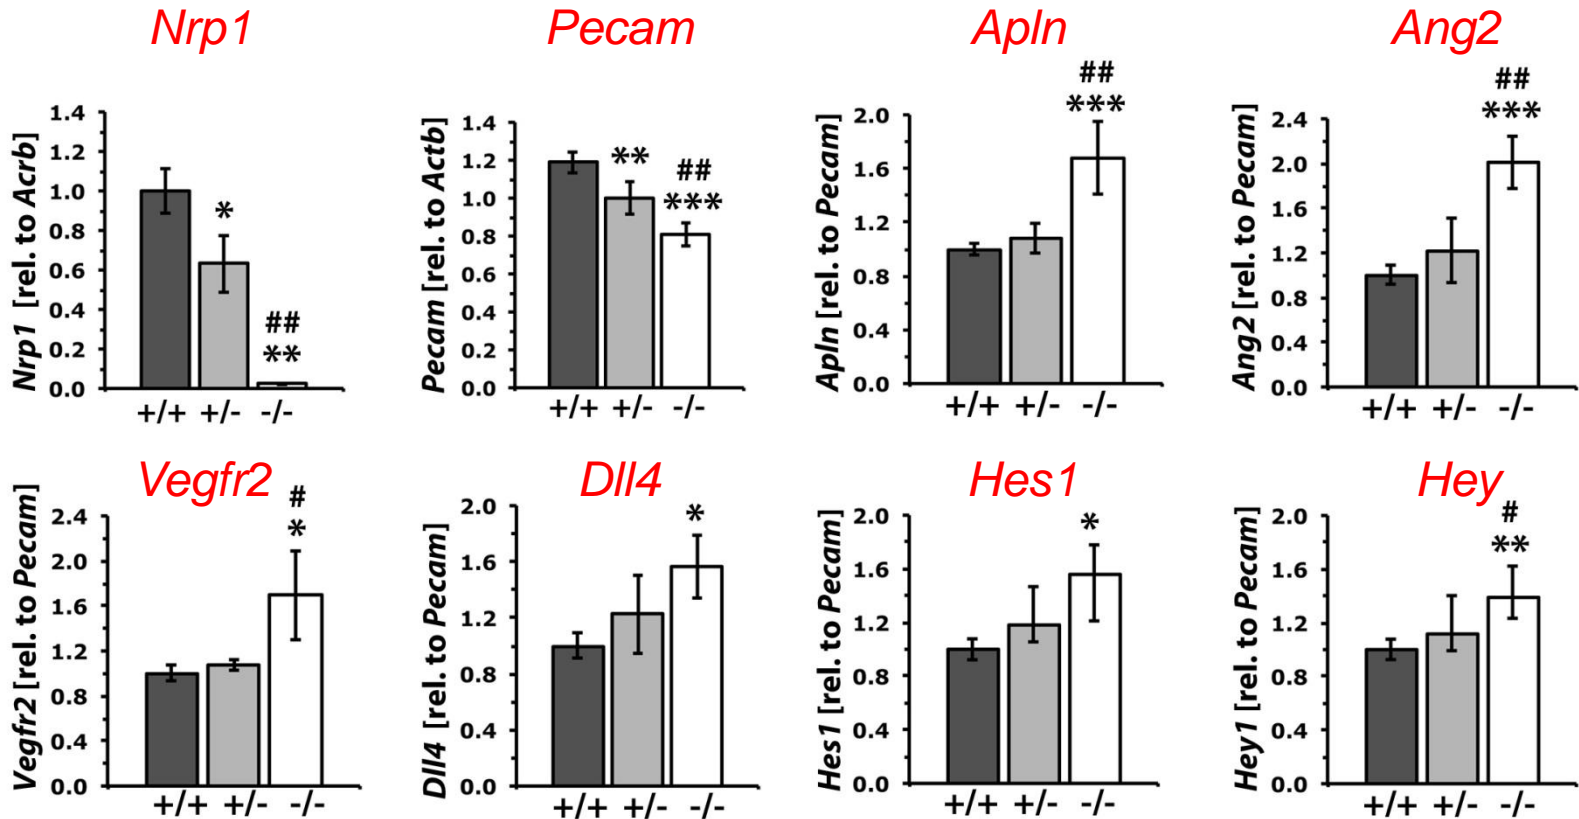 Nrp1
Pecam
Apln
Ang2
Nrp1 [rel. to Acrb]
1.4
1.2
1.0
0.8
0.6
0.4
0.2
0.0
*
##
**
+/+ +/- -/-
Pecam [rel. to Actb]
1.4
1.2
1.0
0.8
0.6
0.4
0.2
0.0
**
##
***
+/+ +/- -/-
Apln [rel. to Pecam]
2.0
1.6
1.2
0.8
0.4
0.0
##
***
+/+ +/- -/-
Ang2 [rel. to Pecam]
2.4
2.0
1.6
1.2
0.8
0.4
0.0
##
***
+/+ +/- -/-
Vegfr2
Dll4
Hes1
Hey
Vegfr2 [rel. to Pecam]
2.4
2.0
1.6
1.2
0.8
0.4
0.0
#
*
+/+ +/- -/-
Dll4 [rel. to Pecam]
2.0
1.6
1.2
0.8
0.4
0.0
*
+/+ +/- -/-
Hes1 [rel. to Pecam]
2.0
1.6
1.2
0.8
0.4
0.0
*
+/+ +/- -/-
Hey1 [rel. to Pecam]
2.0
1.6
1.2
0.8
0.4
0.0
#
**
+/+ +/- -/-